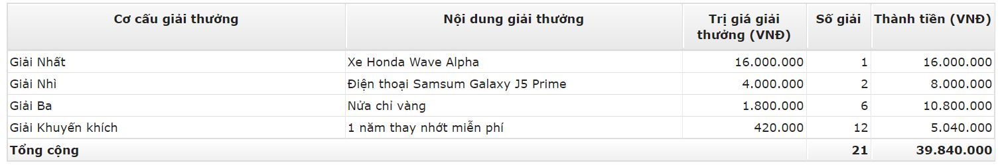 Cơ cấu giải thưởng Nội dung giải thưởng Trị giá giải thưởng (VNĐ) Số giải Thành tiền (VNĐ)
Giải Nhất Xe Honda Wave Alpha 16.000.000 1 16.000.000
Giải Nhì Điện thoại Samsum Galaxy J5 Prime 4.000.000 2 8.000.000
Giải Ba Nửa chỉ vàng 1.800.000 6 10.800.000
Giải Khuyến khích 1 năm thay nhớt miễn phí 420.000 12 5.040.000
Tổng cộng 21 39.840.000